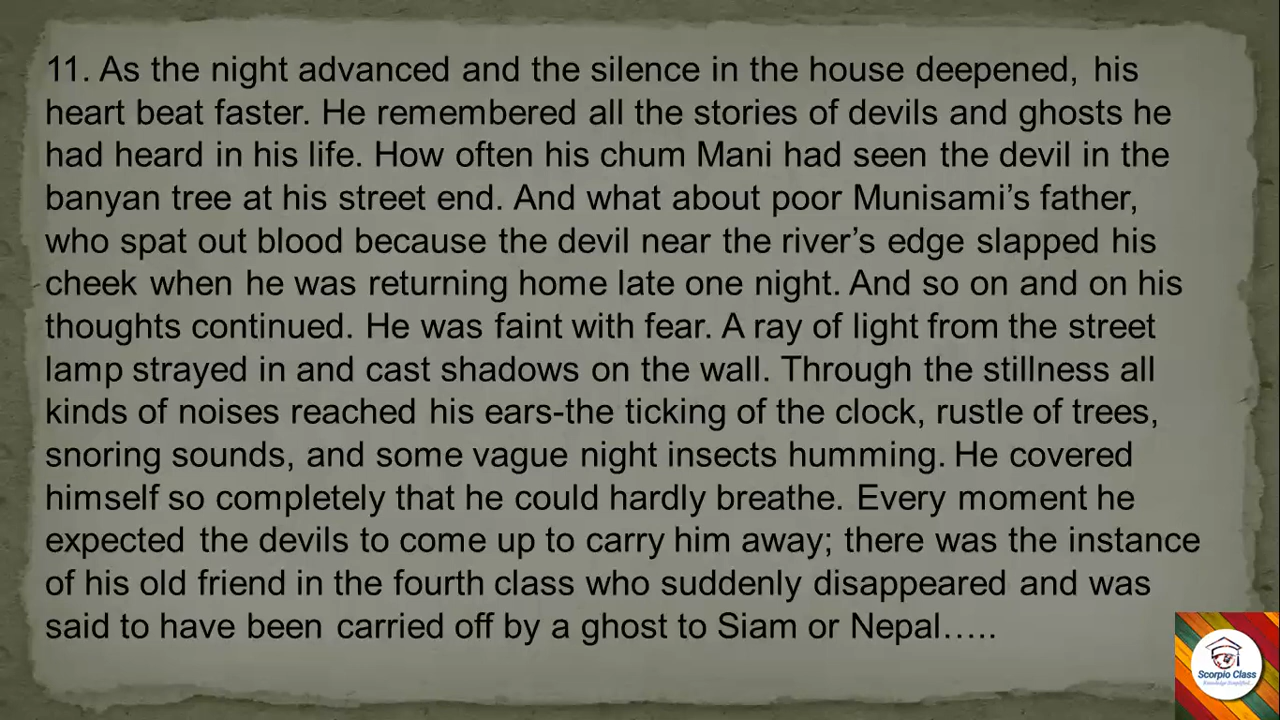 11. As the night advanced and the silence in the house deepened, his
heart beat faster. He remembered all the stories of devils and ghosts he
had heard in his life. How often his chum Mani had seen the devil in the
banyan tree at his street end. And what about poor Munisami’s father,
who spat out blood because the devil near the river’s edge slapped his
cheek when he was returning home late one night. And so on and on his
thoughts continued. He was faint with fear. A ray of light from the street
lamp strayed in and cast shadows on the wall. Through the stillness all
kinds of noises reached his ears-the ticking of the clock, rustle of trees,
snoring sounds, and some vague night insects humming. He covered
himself so completely that he could hardly breathe. Every moment he
expected the devils to come up to carry him away; there was the instance
of his old friend in the fourth class who suddenly disappeared and was
said to have been carried off by a ghost to Siam or Nepal…..
Scorpio Class
Knowledge Simplified..